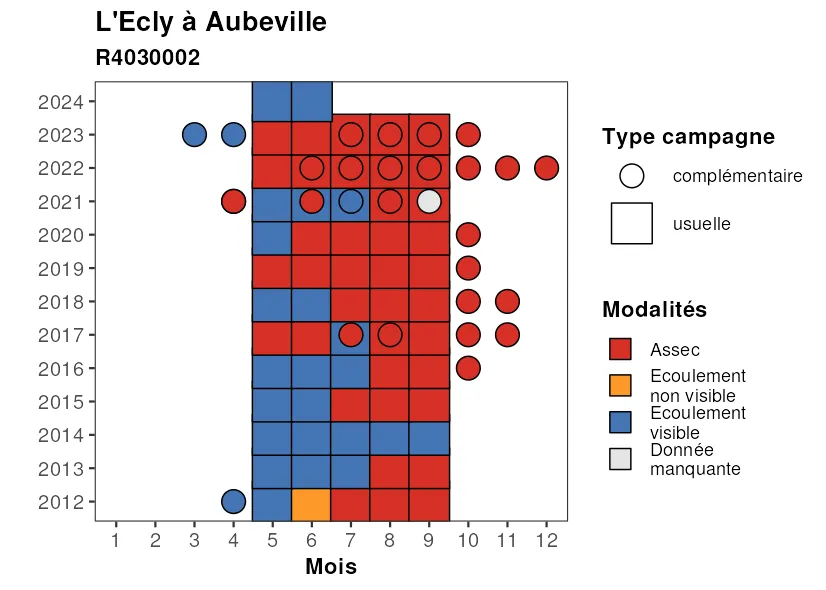 L'Ecly à Aubeville
R4030002
2024
2023
2022
2021
2020
2019
2018
2017
2016
2015
2014
2013
2012
1 2 3 4 5 6 7 8 9 10 11 12
Mois
Type campagne
complémentaire
usuelle
Modalités
Assec
Ecoulement
non visible
Ecoulement
visible
Donnée
manquante